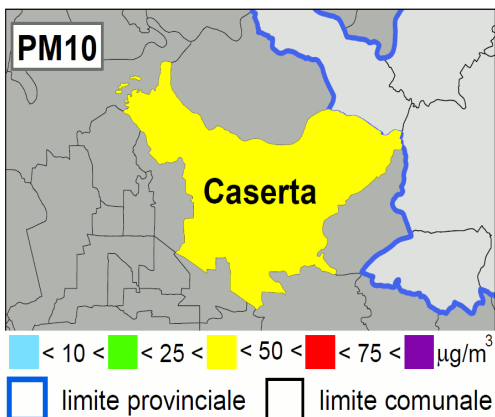 PM10
Caserta
< 10 < < 25 < < 50 < < 75 < µg/m³
limite provinciale limite comunale